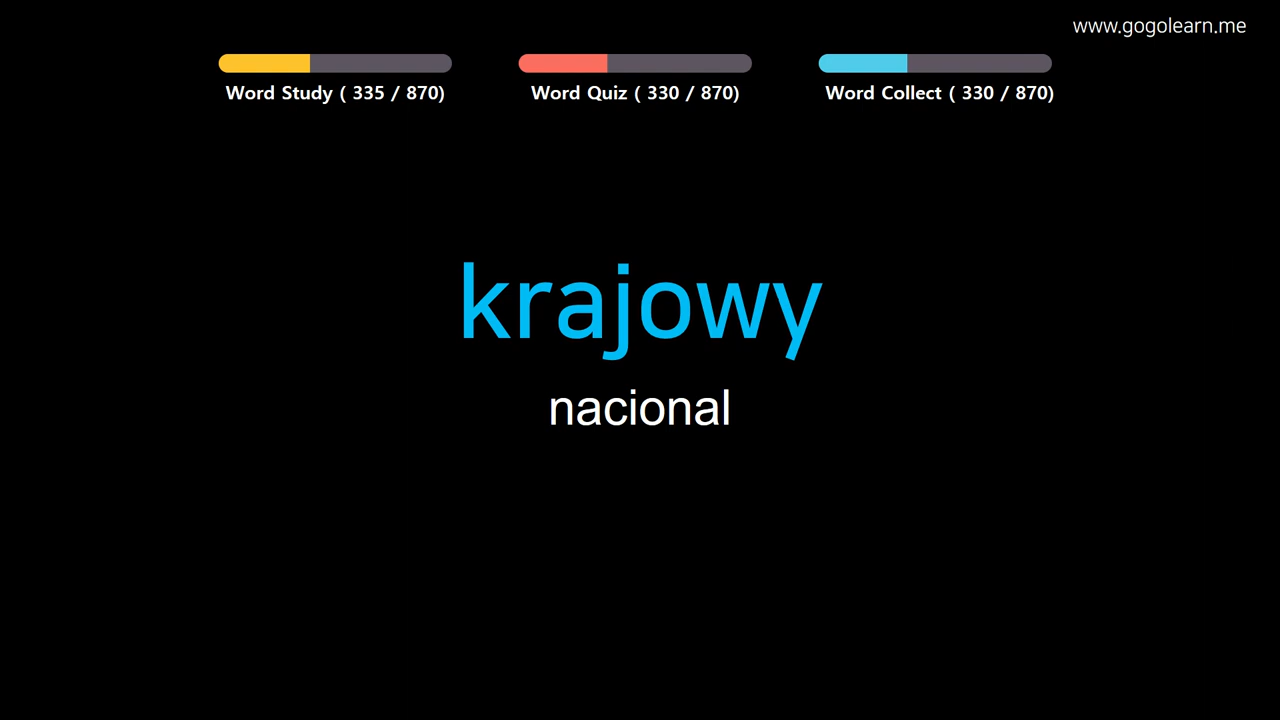 www.gogolearn.me
Word Study ( 335 / 870)
Word Quiz ( 330 / 870)
Word Collect ( 330 / 870)
krajowy
nacional